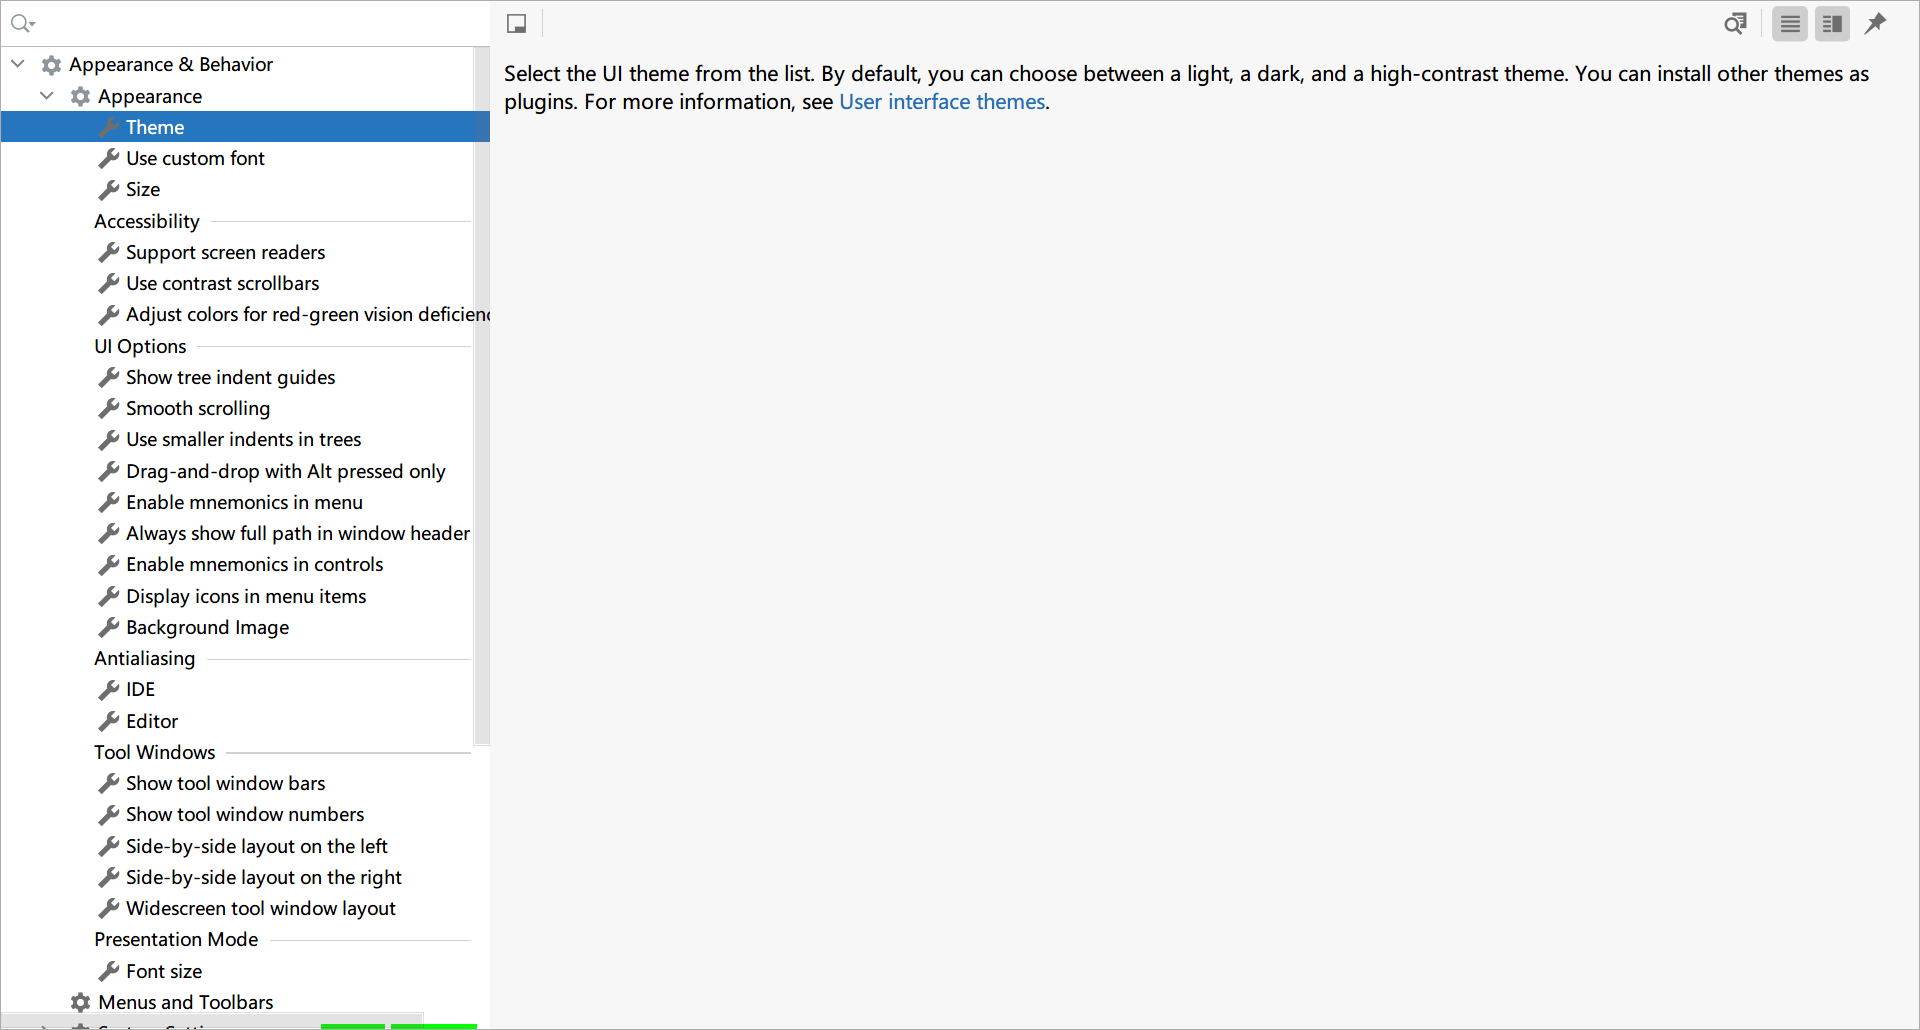 Appearance & Behavior
Appearance
Theme
Use custom font
Size
Accessibility
Support screen readers
Use contrast scrollbars
Adjust colors for red-green vision
UI Options
Show tree indent guides
Smooth scrolling
Use smaller indents in trees
Drag-and-drop with Alt pressed only
Enable mnemonics in menu
Always show full path in window header
Enable mnemonics in controls
Display icons in menu items
Background Image
Antialiasing
IDE
Editor
Tool Windows
Show tool window bars
Show tool window numbers
Side-by-side layout on the left
Side-by-side layout on the right
Widescreen tool window layout
Presentation Mode
Font size
Menus and Toolbars
Select the UI theme from the list. By default, you can choose between a light, a dark, and a high-contrast theme. You can install other themes as
plugins. For more information, see User interface themes.